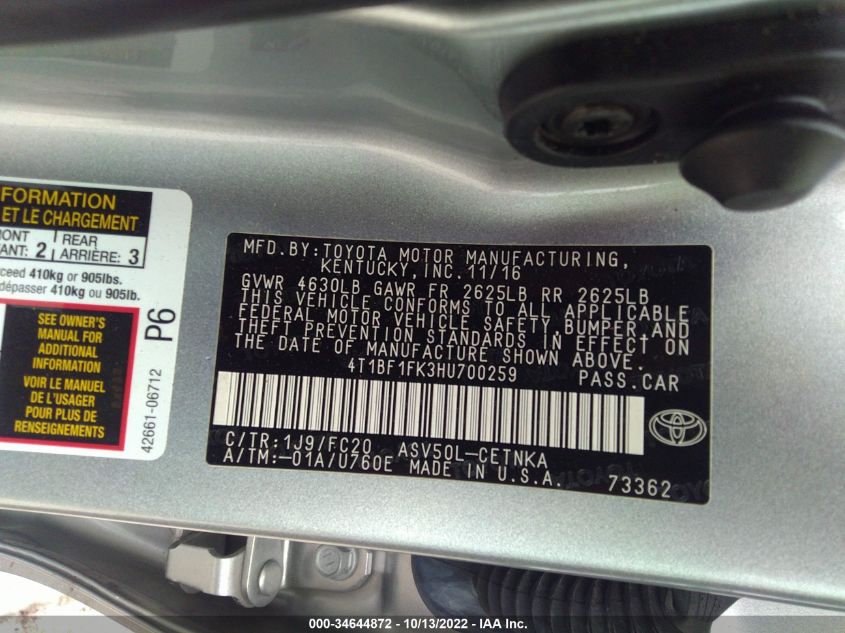 FORMATION
ET LE CHARGEMENT
RONT
ANT: 2
REAR
ARRIÈRE: 3
xceed 410kg or 905lbs.
dépasser 410kg ou 905lb.
SEE OWNER'S
MANUAL FOR
ADDITIONAL
INFORMATION
VOIR LE MANUEL
DE L'USAGER
POUR PLUS DE
RENSEIGNEMENTS
P6
42661-06712
MFD.BY:TOYOTA MOTOR MANUFACTURING,
KENTUCKY,INC.11/16
GVWR 4630LB GAWR FR 2625LB RR 2625LB
THIS VEHICLE CONFORMS TO ALL APPLICABLE
FEDERAL MOTOR VEHICLE SAFETY,BUMPER,AND
THEFT PREVENTION STANDARDS IN EFFECT ON
THE DATE OF MANUFACTURE SHOWN ABOVE.
4T1BF1FK3HU700259 PASS.CAR
C/TR:1J9/FC20 ASV50L-CETNKA
A/TM:-01A/U760E MADE IN U.S.A.
73362
000-34644872 - 10/13/2022 - IAA Inc.